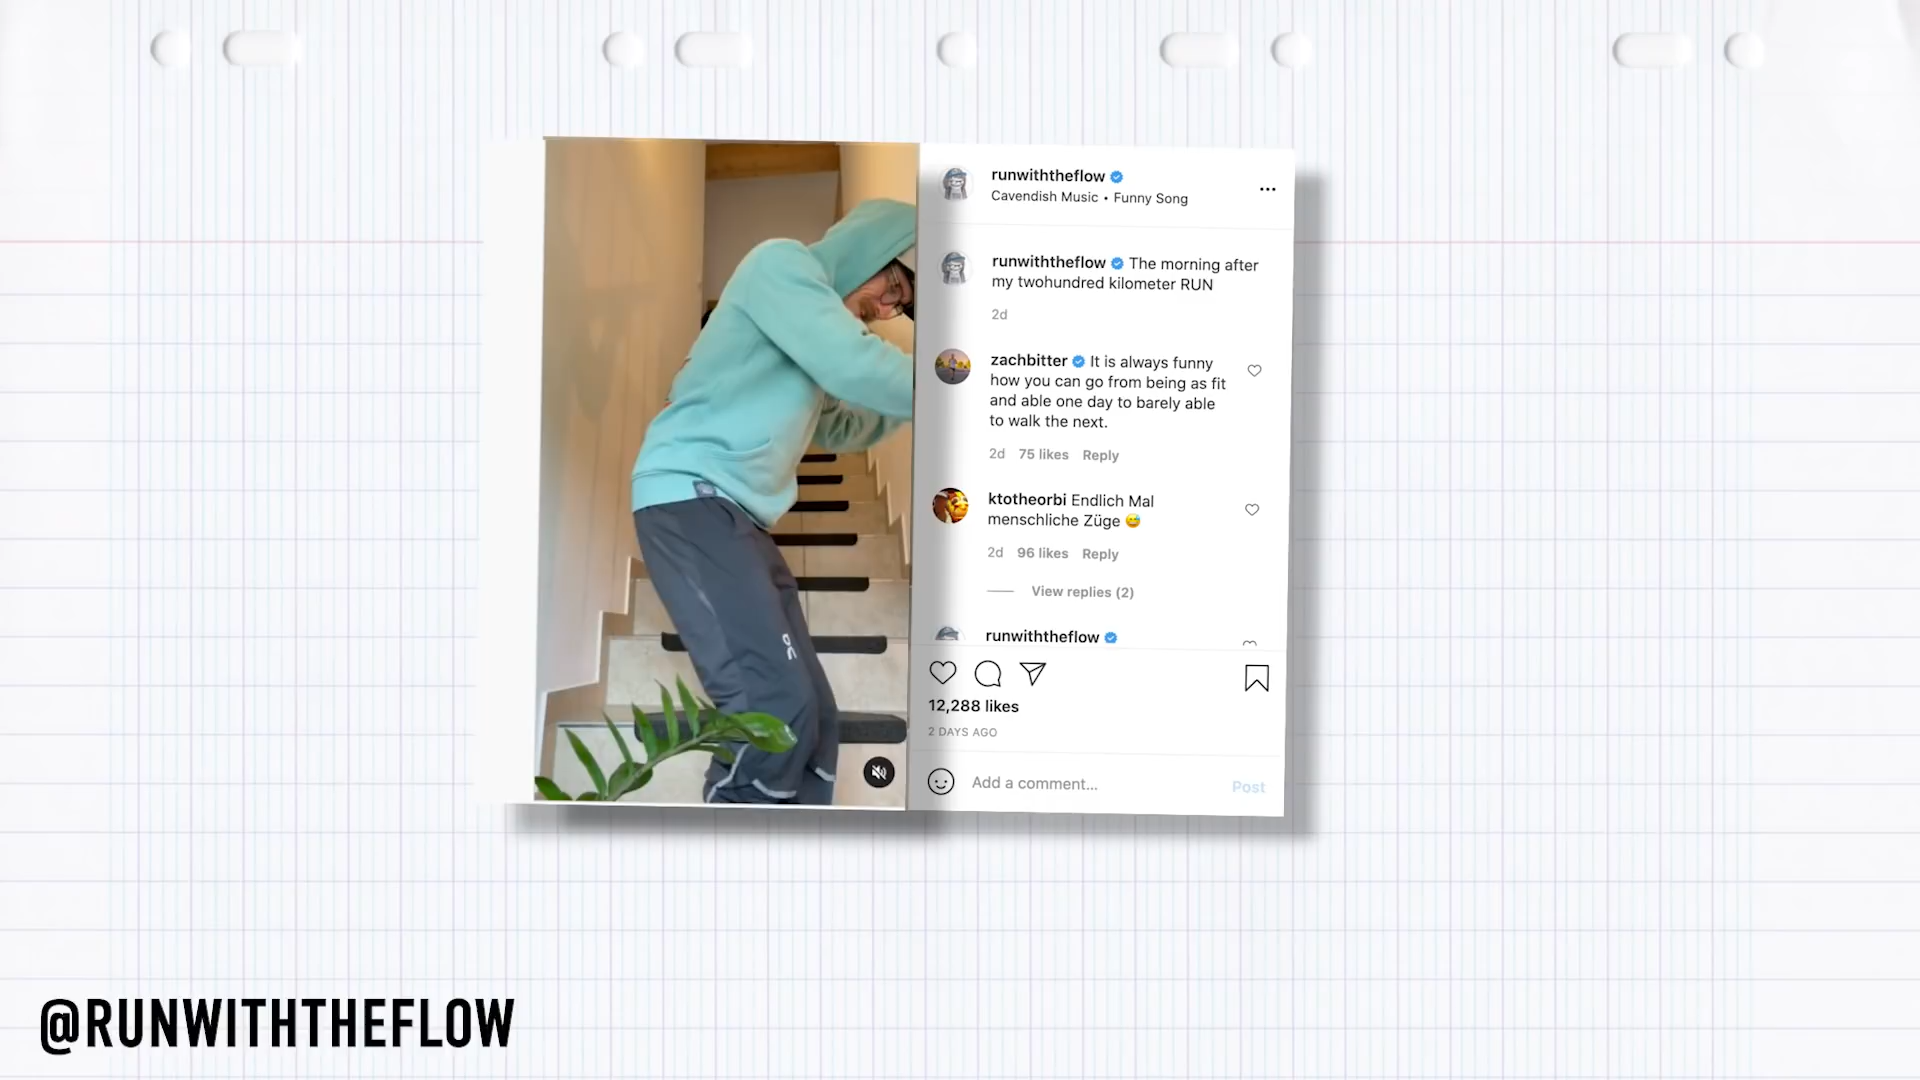 runwiththeflow
Cavendish Music • Funny Song
runwiththeflow The morning after
my twohundred kilometer RUN
2d
zachbitter It is always funny
how you can go from being as fit
and able one day to barely able
to walk the next.
2d 75 likes Reply
ktotheorbi Endlich Mal
menschliche Züge 😅
2d 96 likes Reply
View replies (2)
runwiththeflow
12,288 likes
2 DAYS AGO
Add a comment...
Post
@RUNWITHTHEFLOW